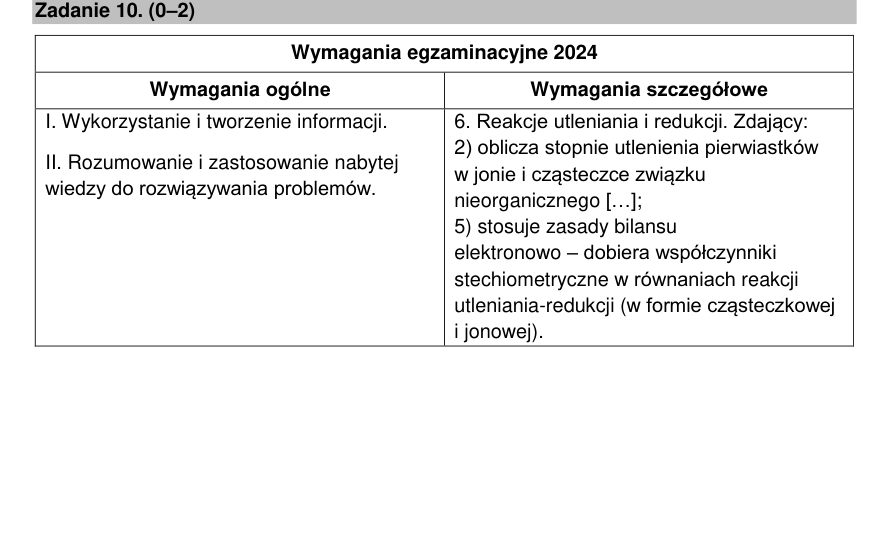 Zadanie 10. (0–2)
Wymagania egzaminacyjne 2024
Wymagania ogólne
Wymagania szczegółowe
I. Wykorzystanie i tworzenie informacji.
II. Rozumowanie i zastosowanie nabytej
wiedzy do rozwiązywania problemów.
6. Reakcje utleniania i redukcji. Zdający:
2) oblicza stopnie utlenienia pierwiastków
w jonie i cząsteczce związku
nieorganicznego […];
5) stosuje zasady bilansu
elektronowo – dobiera współczynniki
stechiometryczne w równaniach reakcji
utleniania-redukcji (w formie cząsteczkowej
i jonowej).